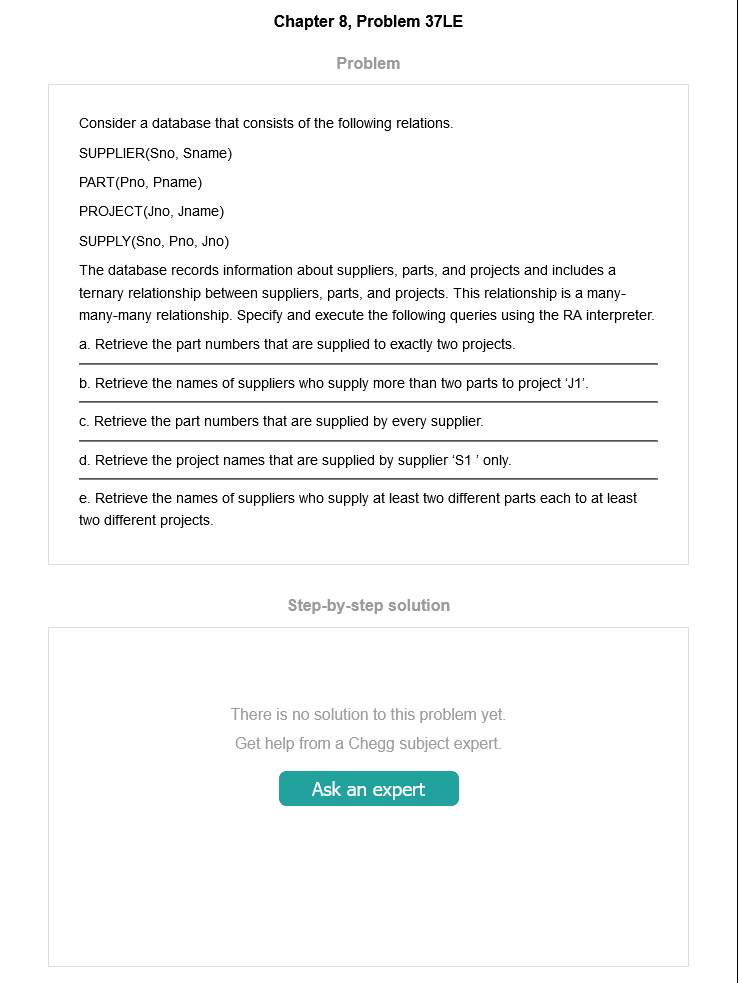 Chapter 8, Problem 37LE
Problem
Consider a database that consists of the following relations.
SUPPLIER(Sno, Sname)
PART(Pno, Pname)
PROJECT(Jno, Jname)
SUPPLY(Sno, Pno, Jno)
The database records information about suppliers, parts, and projects and includes a
ternary relationship between suppliers, parts, and projects. This relationship is a many-
many-many relationship. Specify and execute the following queries using the RA interpreter.
a. Retrieve the part numbers that are supplied to exactly two projects.
b. Retrieve the names of suppliers who supply more than two parts to project ‘J1’.
c. Retrieve the part numbers that are supplied by every supplier.
d. Retrieve the project names that are supplied by supplier ‘S1 ’ only.
e. Retrieve the names of suppliers who supply at least two different parts each to at least
two different projects.
Step-by-step solution
There is no solution to this problem yet.
Get help from a Chegg subject expert.
Ask an expert